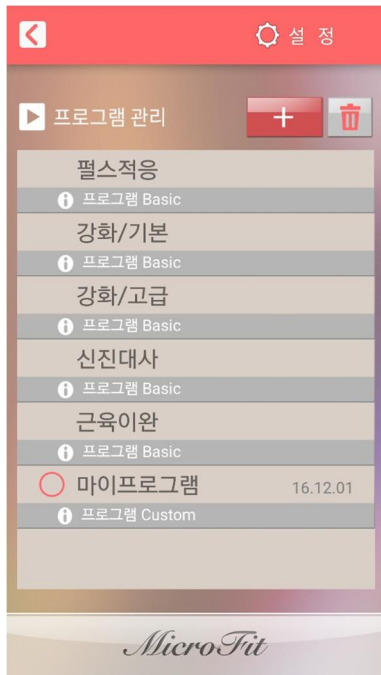 설 정
프로그램 관리
펄스적응
프로그램 Basic
강화/기본
프로그램 Basic
강화/고급
프로그램 Basic
신진대사
프로그램 Basic
근육이완
프로그램 Basic
마이프로그램 16.12.01
프로그램 Custom
MicroFit